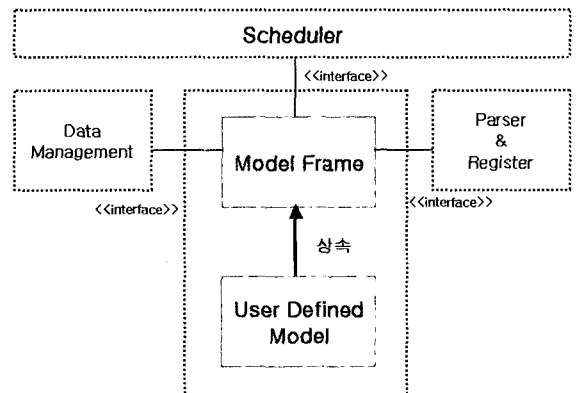 Scheduler
<<interface>>
Data
Management
Model Frame
Parser
&
Register
<<interface>>
<<interface>>
상속
User Defined
Model